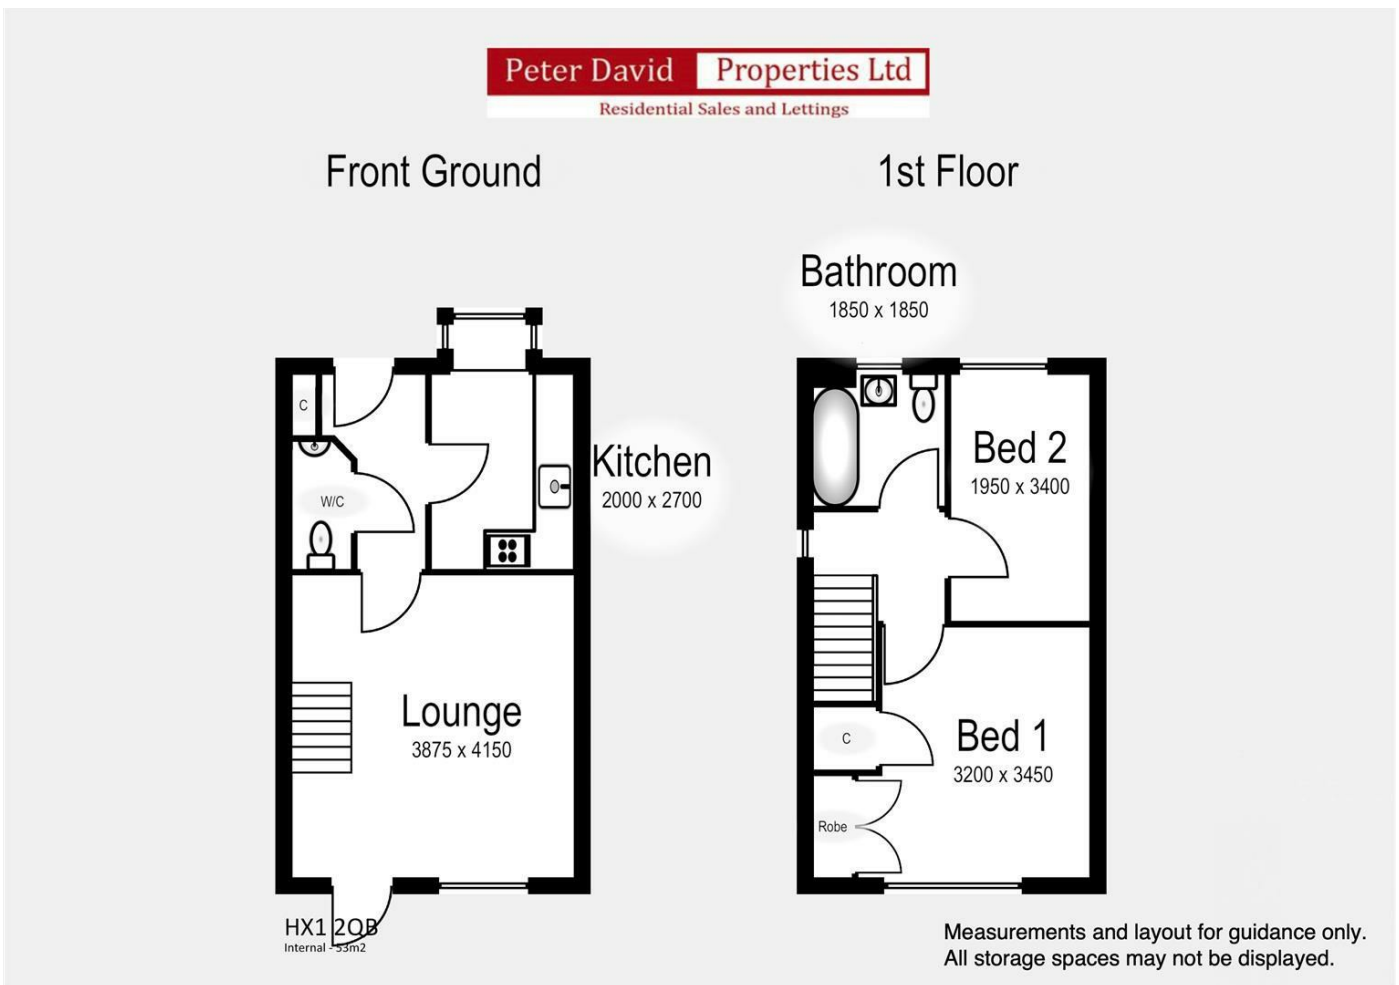 Peter David Properties Ltd
Residential Sales and Lettings
Front Ground
1st Floor
Bathroom
1850 x 1850
C
Kitchen
2000 x 2700
W/C
Bed 2
1950 x 3400
Lounge
3875 x 4150
C
Bed 1
3200 x 3450
Robe
HX1 2QB
Internal - 53m2
Measurements and layout for guidance only.
All storage spaces may not be displayed.